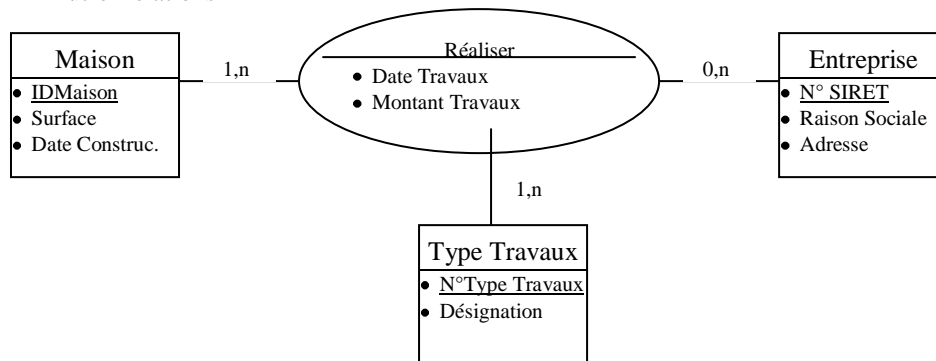 Réaliser
Maison
1,n
• Date Travaux
0,n
Entreprise
• IDMaison
• Montant Travaux
• N° SIRET
• Surface
• Raison Sociale
• Date Construc.
• Adresse
1,n
Type Travaux
• N°Type Travaux
• Désignation